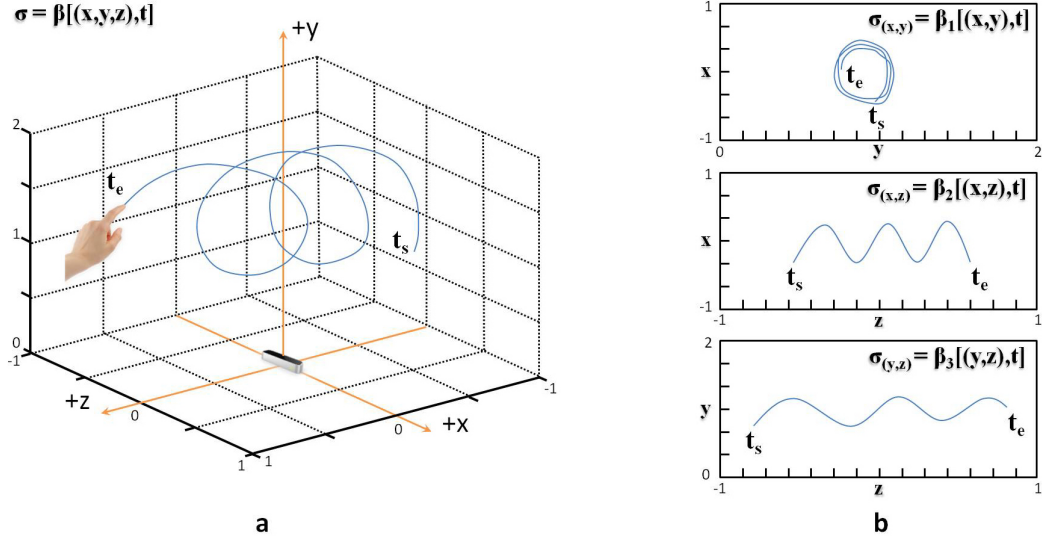 σ = β[(x,y,z),t]
+y
2
t_e
1
t_s
0
-1
+z
0
1
1
0
+x
-1
a
σ_(x,y) = β_1[(x,y),t]
1
x
t_e
t_s
-1
0
y
2
σ_(x,z) = β_2[(x,z),t]
1
x
t_s
t_e
-1
-1
z
1
σ_(y,z) = β_3[(y,z),t]
2
y
t_s
t_e
0
-1
z
1
b